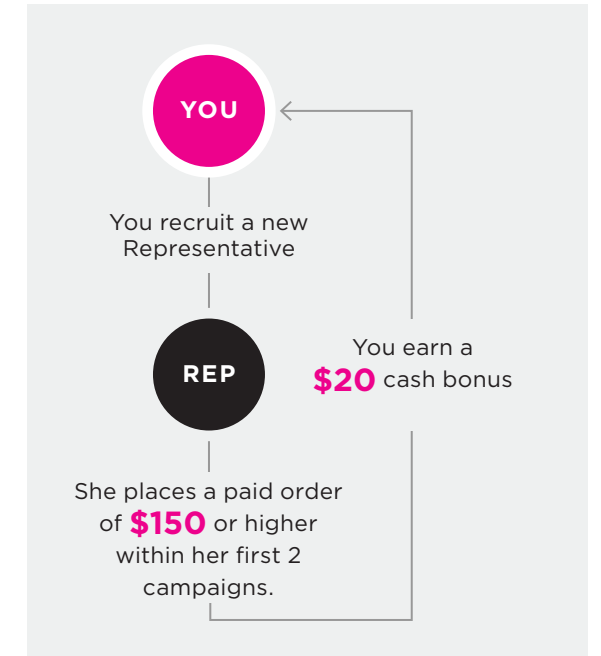 YOU
You recruit a new
Representative
REP
You earn a
$20 cash bonus
She places a paid order
of $150 or higher
within her first 2
campaigns.